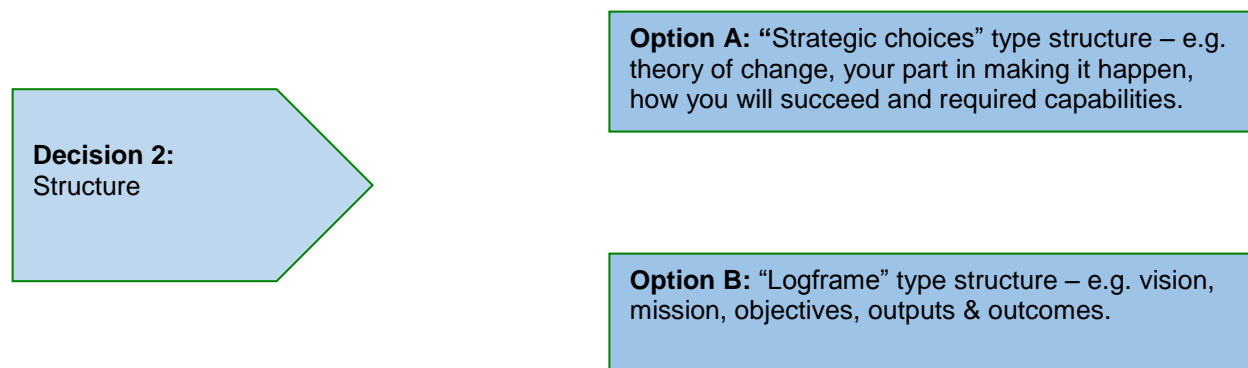 Decision 2:
Structure
Option A: “Strategic choices” type structure – e.g.
theory of change, your part in making it happen,
how you will succeed and required capabilities.
Option B: “Logframe” type structure – e.g. vision,
mission, objectives, outputs & outcomes.